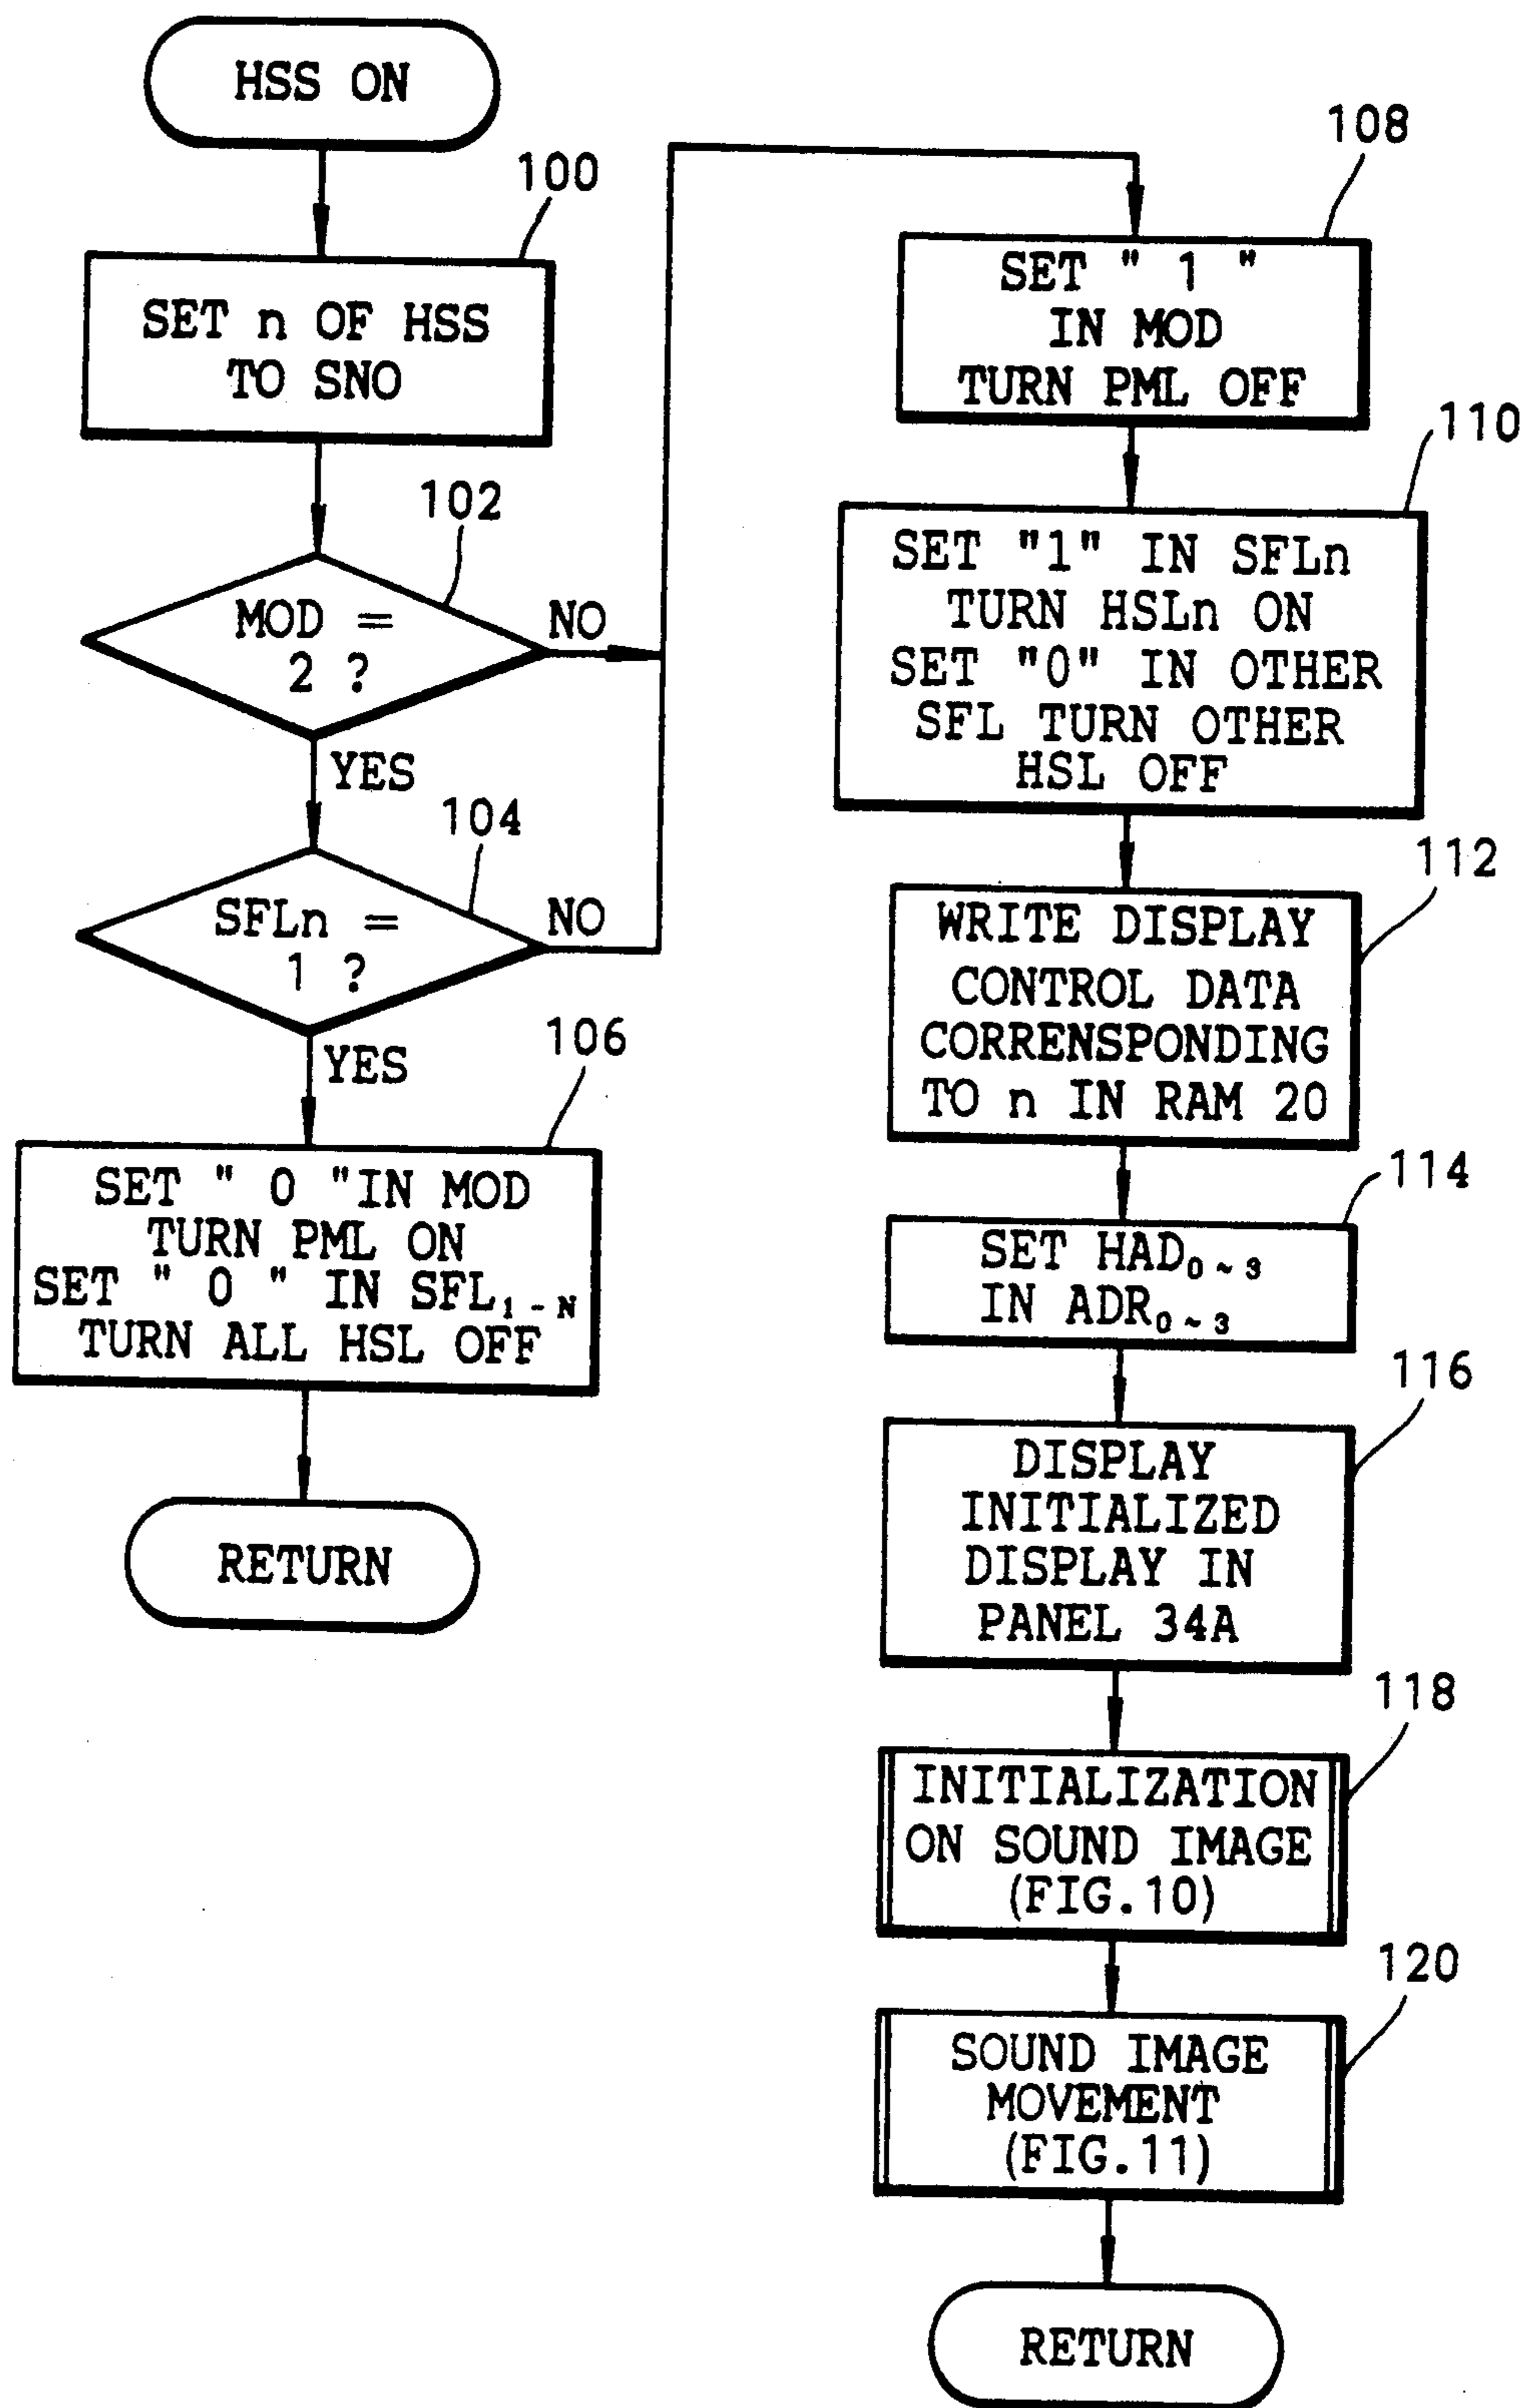 HSS ON
100
SET n OF HSS
TO SNO
102
MOD =
2 ?
NO
YES
104
SFLn =
1 ?
NO
YES
106
SET " 0 "IN MOD
TURN PML ON
SET " 0 " IN SFL₁₋N
TURN ALL HSL OFF
RETURN
108
SET " 1 "
IN MOD
TURN PML OFF
110
SET "1" IN SFLn
TURN HSLn ON
SET "0" IN OTHER
SFL TURN OTHER
HSL OFF
112
WRITE DISPLAY
CONTROL DATA
CORRENSPONDING
TO n IN RAM 20
114
SET HAD₀~₃
IN ADR₀~₃
116
DISPLAY
INITIALIZED
DISPLAY IN
PANEL 34A
118
INITIALIZATION
ON SOUND IMAGE
(FIG.10)
120
SOUND IMAGE
MOVEMENT
(FIG.11)
RETURN